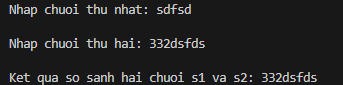 Nhap chuoi thu nhat: sdfsd
Nhap chuoi thu hai: 332dsfds
Ket qua so sanh hai chuoi s1 va s2: 332dsfds